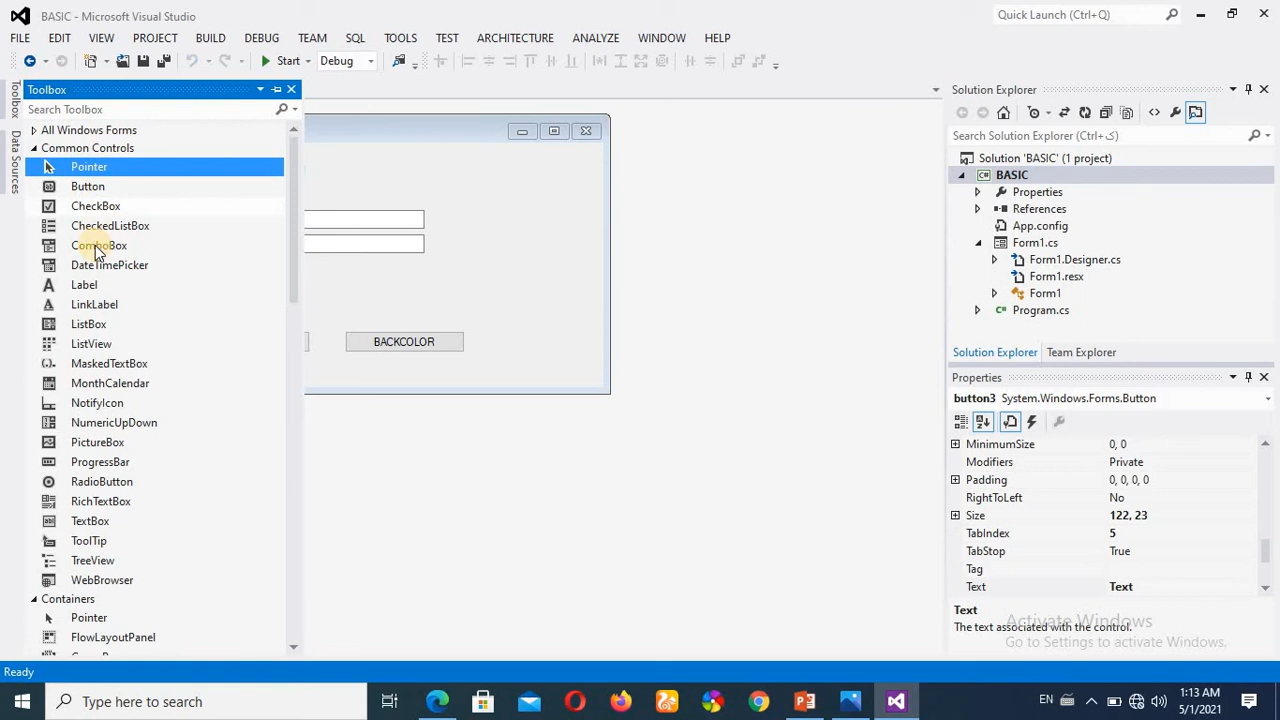 BASIC - Microsoft Visual Studio
Quick Launch (Ctrl+Q)
FILE EDIT VIEW PROJECT BUILD DEBUG TEAM SQL TOOLS TEST ARCHITECTURE ANALYZE WINDOW HELP
Start Debug
Toolbox
Data Sources
Toolbox
Search Toolbox
All Windows Forms
Common Controls
Pointer
Button
CheckBox
CheckedListBox
ComboBox
DateTimePicker
Label
LinkLabel
ListBox
ListView
MaskedTextBox
MonthCalendar
NotifyIcon
NumericUpDown
PictureBox
ProgressBar
RadioButton
RichTextBox
TextBox
ToolTip
TreeView
WebBrowser
Containers
Pointer
FlowLayoutPanel
BACKCOLOR
Solution Explorer
Search Solution Explorer (Ctrl+ک)
Solution 'BASIC' (1 project)
BASIC
Properties
References
App.config
Form1.cs
Form1.Designer.cs
Form1.resx
Form1
Program.cs
Solution Explorer Team Explorer
Properties
button3 System.Windows.Forms.Button
MinimumSize 0, 0
Modifiers Private
Padding 0, 0, 0, 0
RightToLeft No
Size 122, 23
TabIndex 5
TabStop True
Tag
Text Text
Text
The text associated with the control.
Activate Windows
Go to Settings to activate Windows.
Ready
Type here to search
EN
1:13 AM
5/1/2021